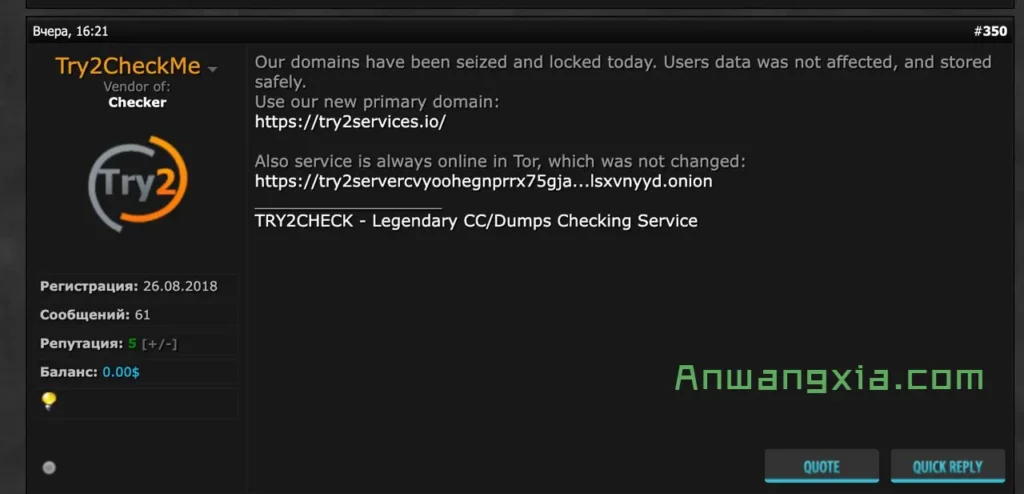 Вчера, 16:21
#350
Try2CheckMe
Vendor of:
Checker
Try2
Регистрация: 26.08.2018
Сообщений: 61
Репутация: 5 [+/-]
Баланс: 0.00$
Our domains have been seized and locked today. Users data was not affected, and stored
safely.
Use our new primary domain:
https://try2services.io/
Also service is always online in Tor, which was not changed:
https://try2servercvyoohegnprrx75gja...lsxvnyyd.onion
TRY2CHECK - Legendary CC/Dumps Checking Service
Anwangxia.com
QUOTE
QUICK REPLY